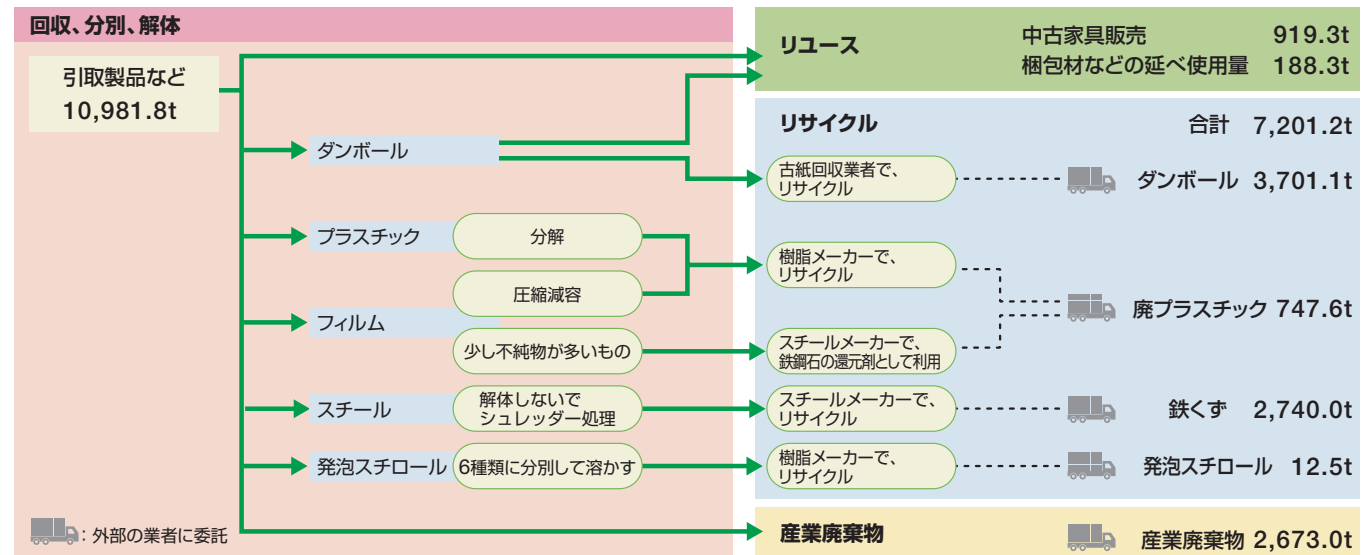 回収、分別、解体
引取製品など
10,981.8t
ダンボール
プラスチック
分解
圧縮減容
フィルム
少し不純物が多いもの
スチール
解体しないで
シュレッダー処理
発泡スチロール
6種類に分別して溶かす
:外部の業者に委託
リユース
中古家具販売 919.3t
梱包材などの延べ使用量 188.3t
リサイクル
合計 7,201.2t
古紙回収業者で、
リサイクル
ダンボール 3,701.1t
樹脂メーカーで、
リサイクル
廃プラスチック 747.6t
スチールメーカーで、
鉄鋼石の還元剤として利用
スチールメーカーで、
リサイクル
鉄くず 2,740.0t
樹脂メーカーで、
リサイクル
発泡スチロール 12.5t
産業廃棄物
産業廃棄物 2,673.0t